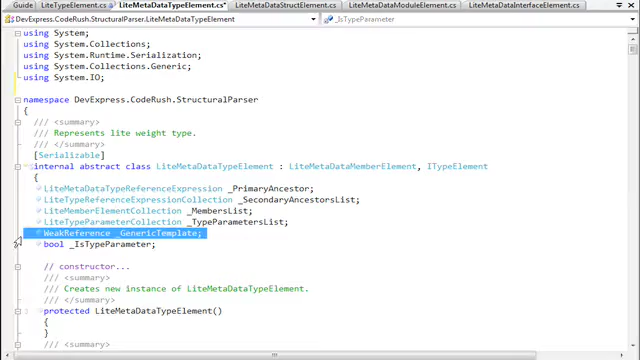 Guide LiteTypeElement.cs LiteMetaDataTypeElement.cs* LiteMetaDataStructElement.cs LiteMetaDataModuleElement.cs LiteMetaDataInterfaceElement.cs
DevExpress.CodeRush.StructuralParser.LiteMetaDataTypeElement _IsTypeParameter
using System;
using System.Collections;
using System.Runtime.Serialization;
using System.Collections.Generic;
using System.IO;
namespace DevExpress.CodeRush.StructuralParser
{
/// <summary>
/// Represents lite weight type.
/// </summary>
[Serializable]
internal abstract class LiteMetaDataTypeElement : LiteMetaDataMemberElement, ITypeElement
{
LiteMetaDataTypeReferenceExpression _PrimaryAncestor;
LiteTypeReferenceExpressionCollection _SecondaryAncestorsList;
LiteMemberElementCollection _MembersList;
LiteTypeParameterCollection _TypeParametersList;
WeakReference _GenericTemplate;
bool _IsTypeParameter;
// constructor...
/// <summary>
/// Creates new instance of LiteMetaDataTypeElement.
/// </summary>
protected LiteMetaDataTypeElement()
{
}
/// <summary>